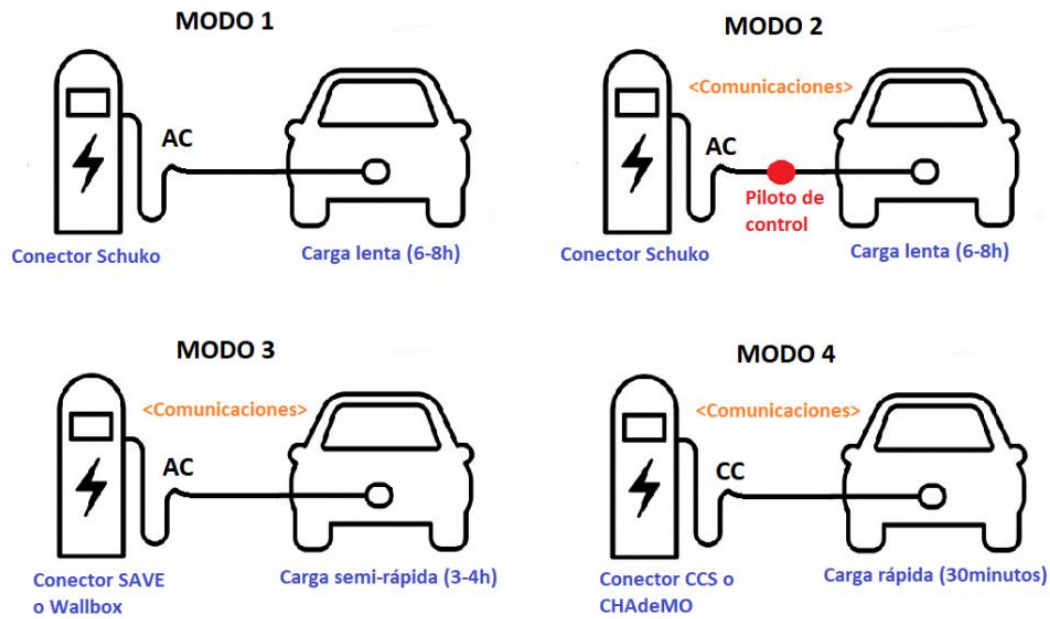 MODO 1
AC
Conector Schuko
Carga lenta (6-8h)
MODO 2
<Comunicaciones>
AC
Piloto de
control
Conector Schuko
Carga lenta (6-8h)
MODO 3
<Comunicaciones>
AC
Conector SAVE
o Wallbox
Carga semi-rápida (3-4h)
MODO 4
<Comunicaciones>
CC
Conector CCS o
CHAdeMO
Carga rápida (30minutos)